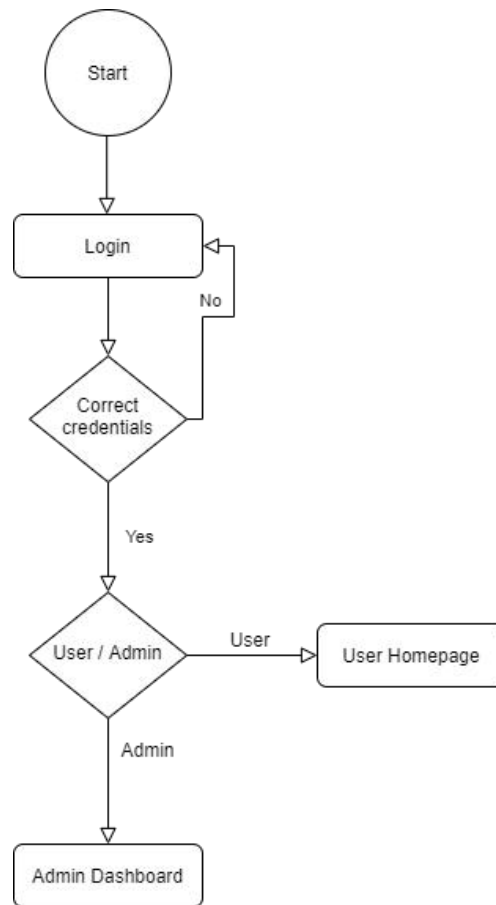 Start
Login
No
Correct
credentials
Yes
User / Admin
User
User Homepage
Admin
Admin Dashboard